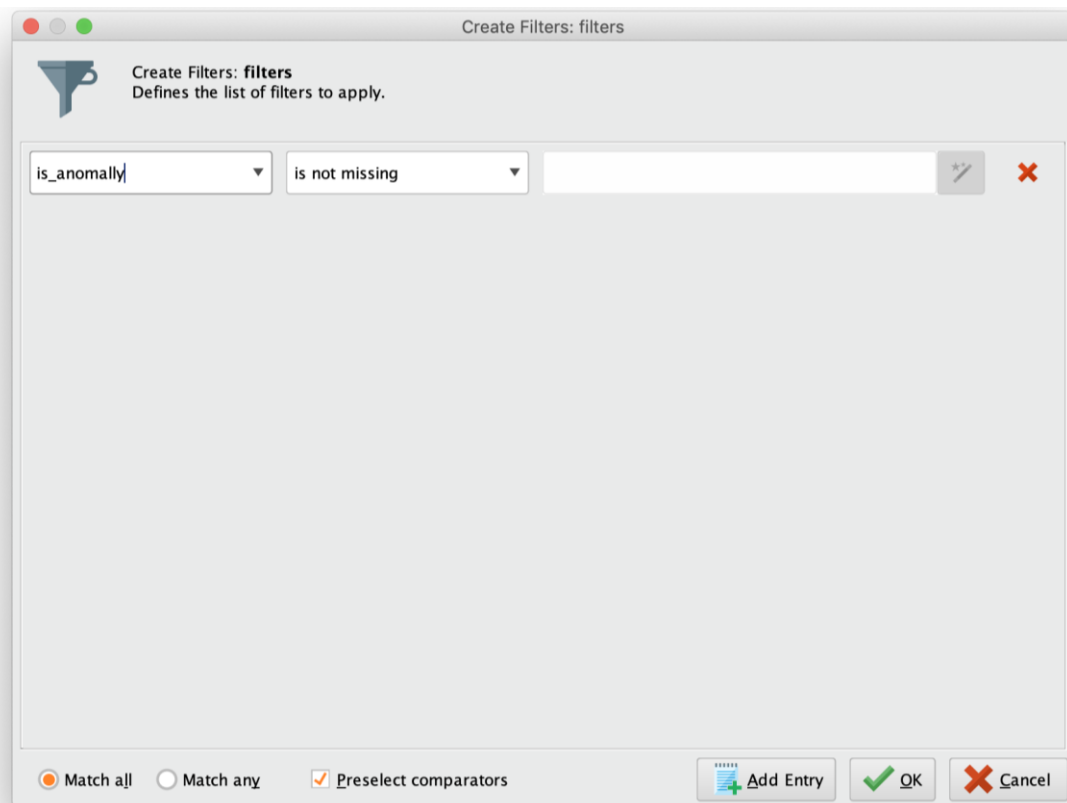 Create Filters: filters
Create Filters: filters
Defines the list of filters to apply.
is_anomally is not missing
Match all Match any Preselect comparators Add Entry OK Cancel